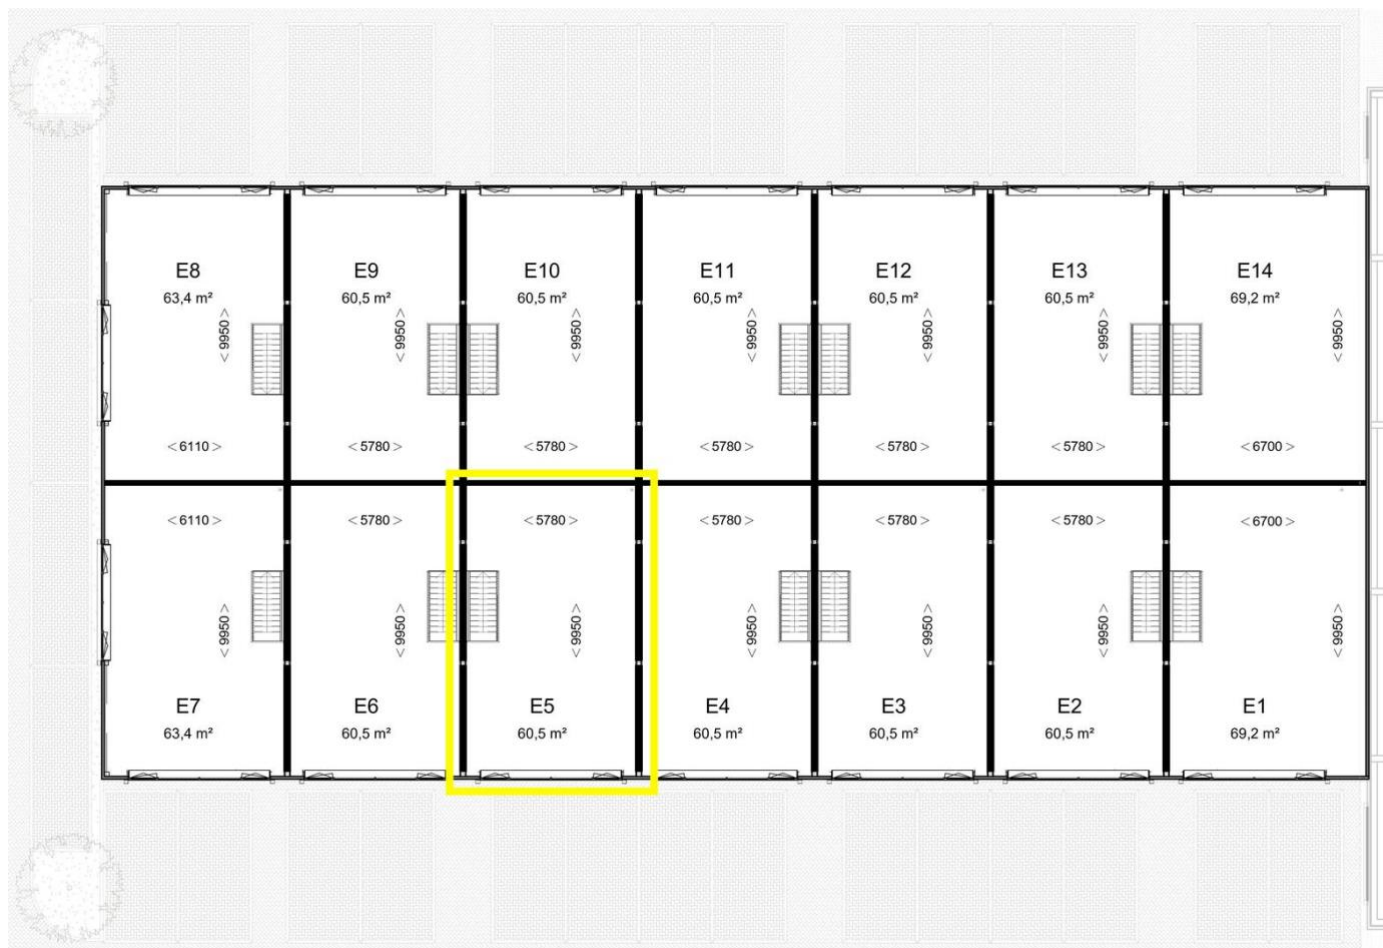 E8 E9 E10 E11 E12 E13 E14
63,4 m² 60,5 m² 60,5 m² 60,5 m² 60,5 m² 60,5 m² 69,2 m²
<9950> <9950> <9950> <9950> <9950> <9950> <9950>
<6110> <5780> <5780> <5780> <5780> <5780> <6700>
<6110> <5780> <5780> <5780> <5780> <5780> <6700>
<9950> <9950> <9950> <9950> <9950> <9950> <9950>
E7 E6 E5 E4 E3 E2 E1
63,4 m² 60,5 m² 60,5 m² 60,5 m² 60,5 m² 60,5 m² 69,2 m²